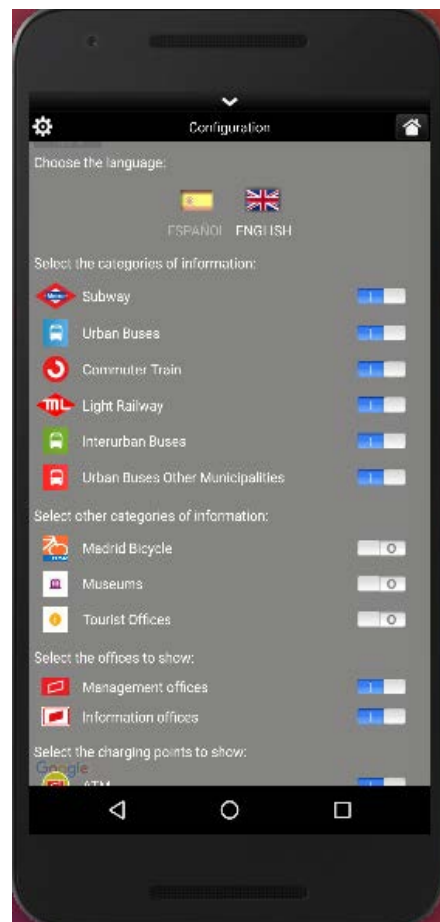 Configuration
Choose the language:
ESPAÑOL ENGLISH
Select the categories of information:
Subway
Urban Buses
Commuter Train
ML Light Railway
Interurban Buses
Urban Buses Other Municipalities
Select other categories of information:
Madrid Bicycle
Museums
Tourist Offices
Select the offices to show:
Management offices
Information offices
Select the charging points to show:
Google
ATM